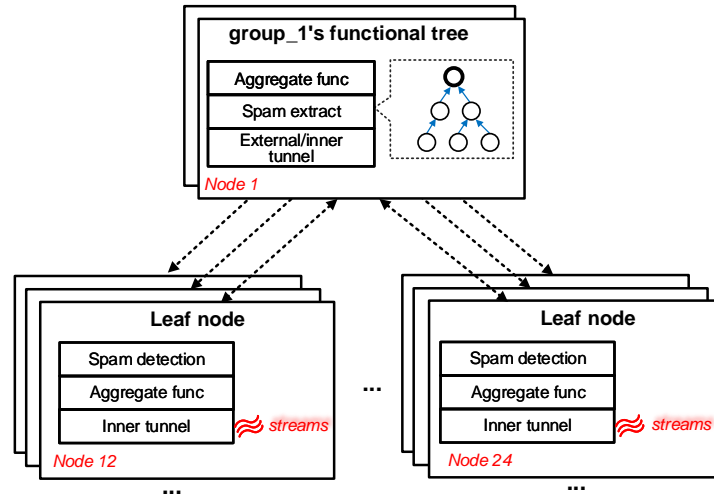 group_1's functional tree
Aggregate func
Spam extract
External/inner
tunnel
Node 1
Leaf node
Spam detection
Aggregate func
Inner tunnel
streams
Node 12
...
...
Leaf node
Spam detection
Aggregate func
Inner tunnel
streams
Node 24
...